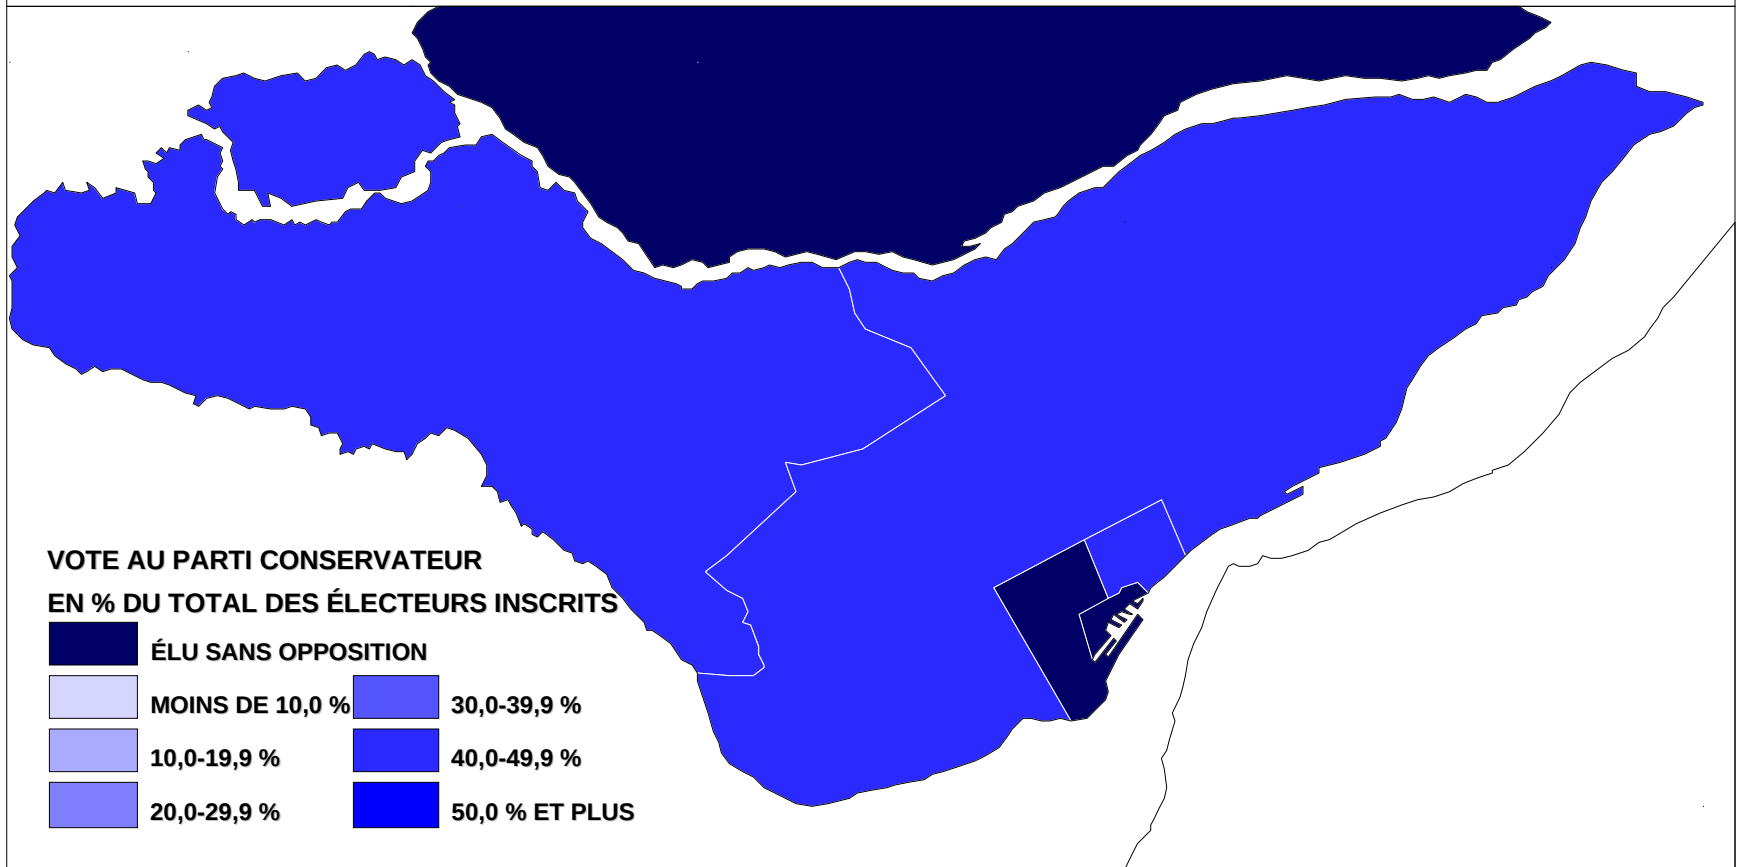 VOTE AU PARTI CONSERVATEUR
EN % DU TOTAL DES ÉLECTEURS INSCRITS
ÉLU SANS OPPOSITION
MOINS DE 10,0 %
10,0-19,9 %
20,0-29,9 %
30,0-39,9 %
40,0-49,9 %
50,0 % ET PLUS